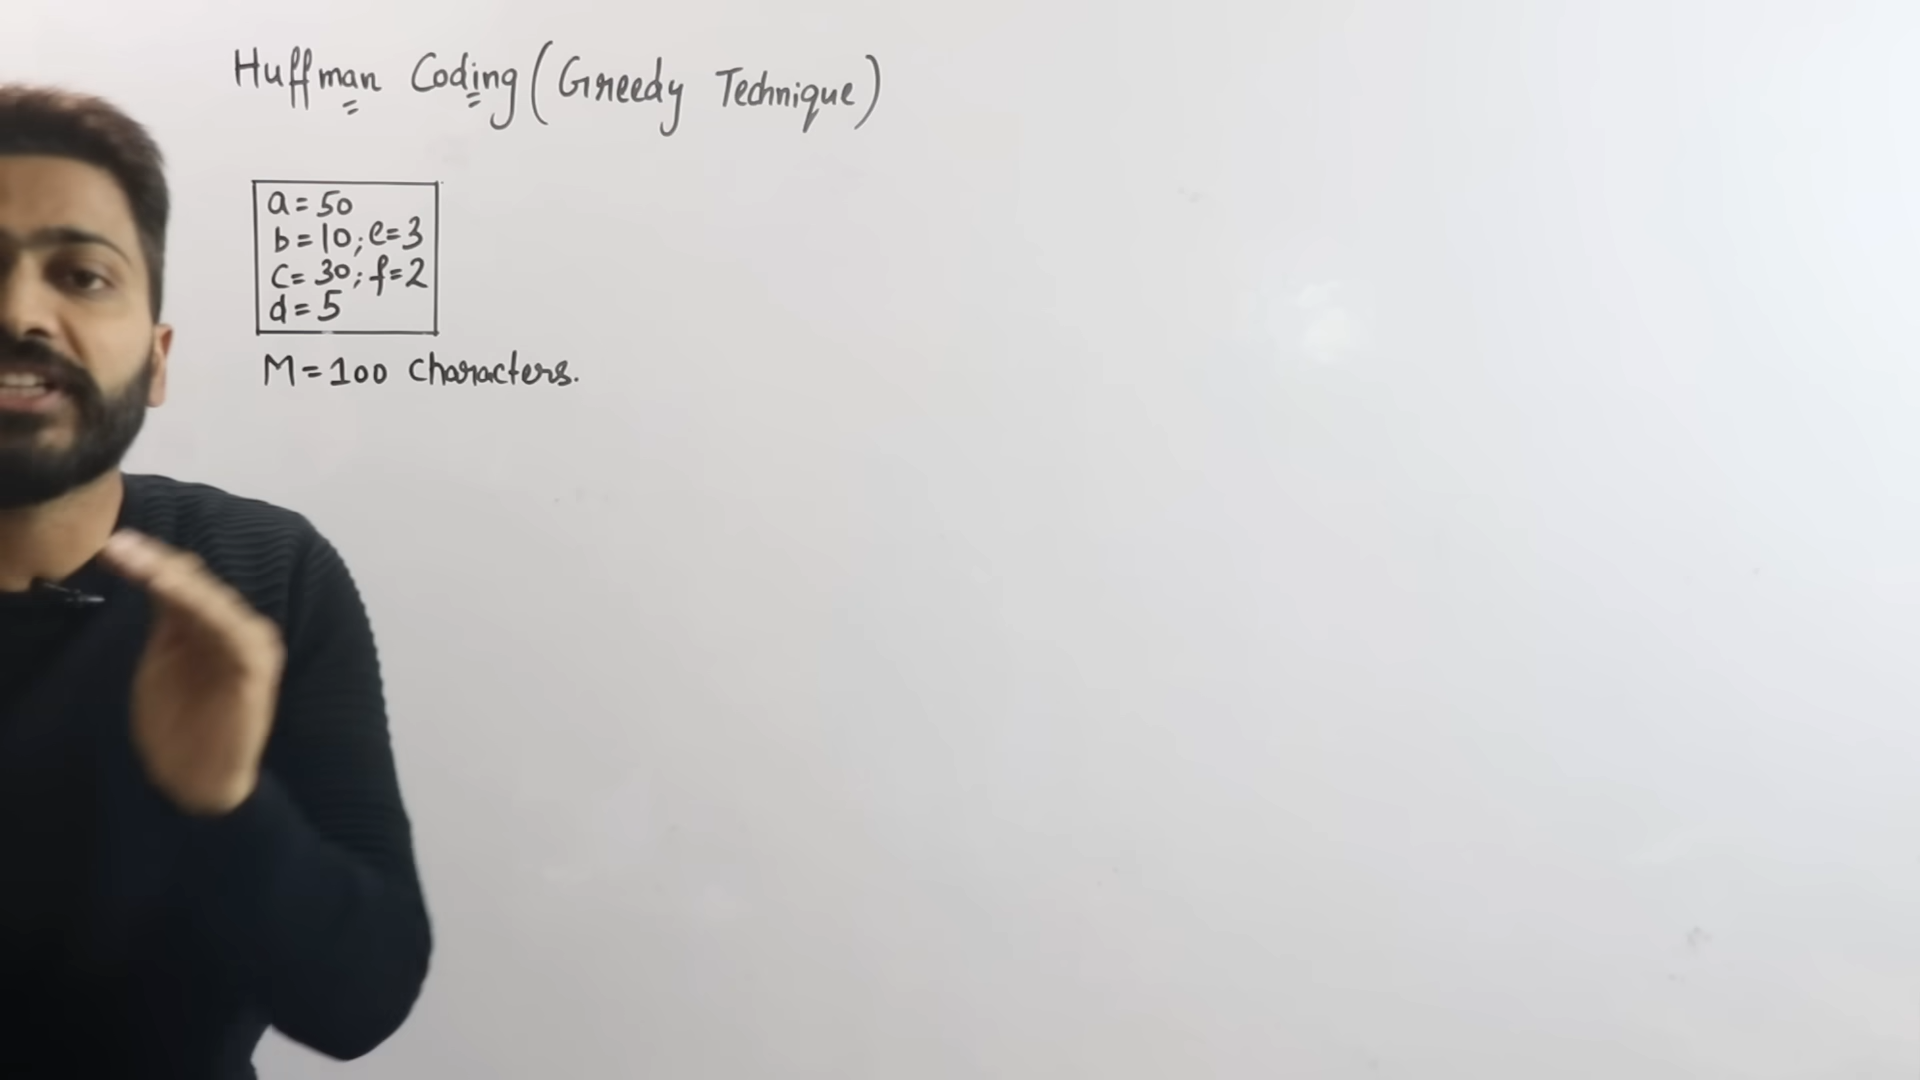 Huffman Coding (Greedy Technique)
a = 50
b = 10; e = 3
c = 30; f = 2
d = 5
M = 100 characters.